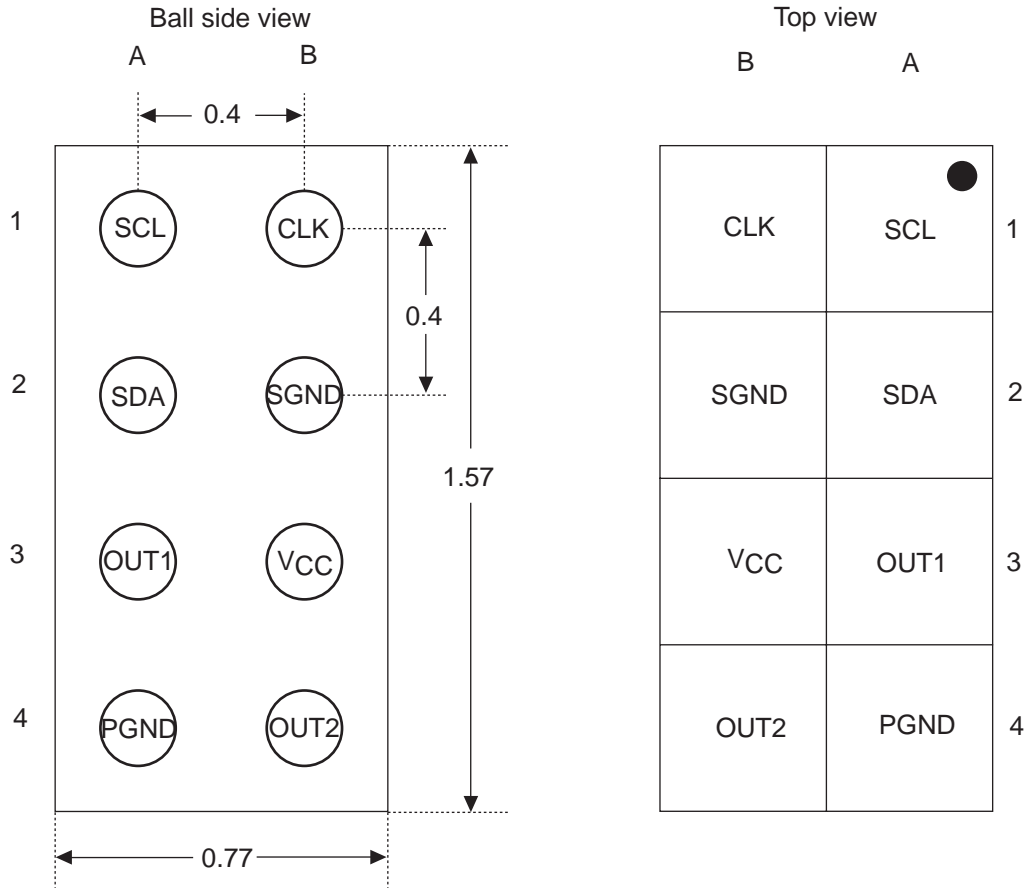 Ball side view
A B
0.4
1 SCL CLK
0.4
2 SDA SGND
1.57
3 OUT1 VCC
4 PGND OUT2
0.77
Top view
B A
CLK SCL 1
SGND SDA 2
VCC OUT1 3
OUT2 PGND 4